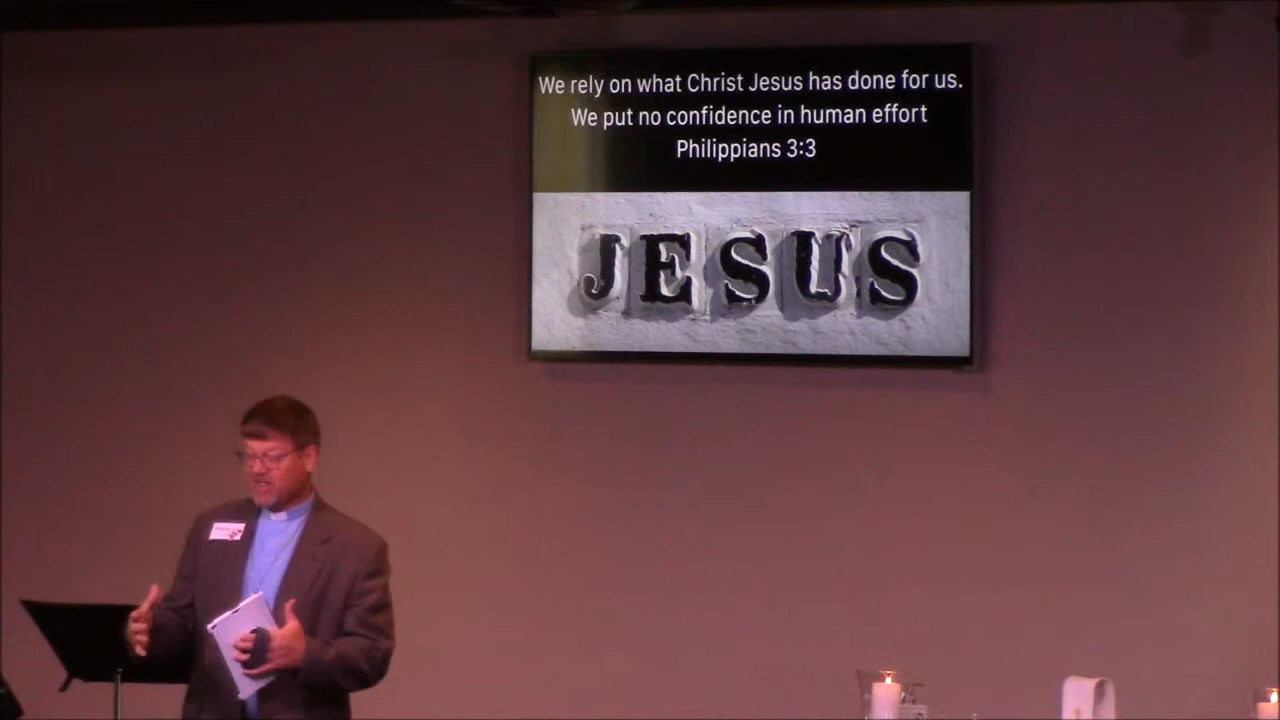 We rely on what Christ Jesus has done for us.
We put no confidence in human effort
Philippians 3:3
JESUS